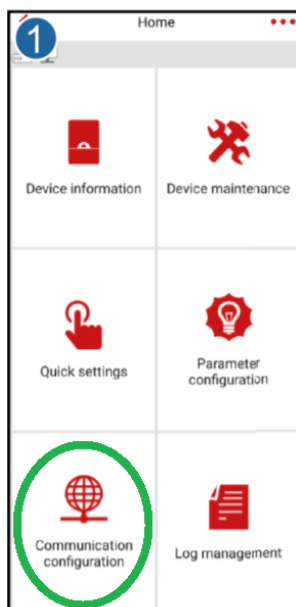 1
Home
Device information
Device maintenance
Quick settings
Parameter
configuration
Communication
configuration
Log management